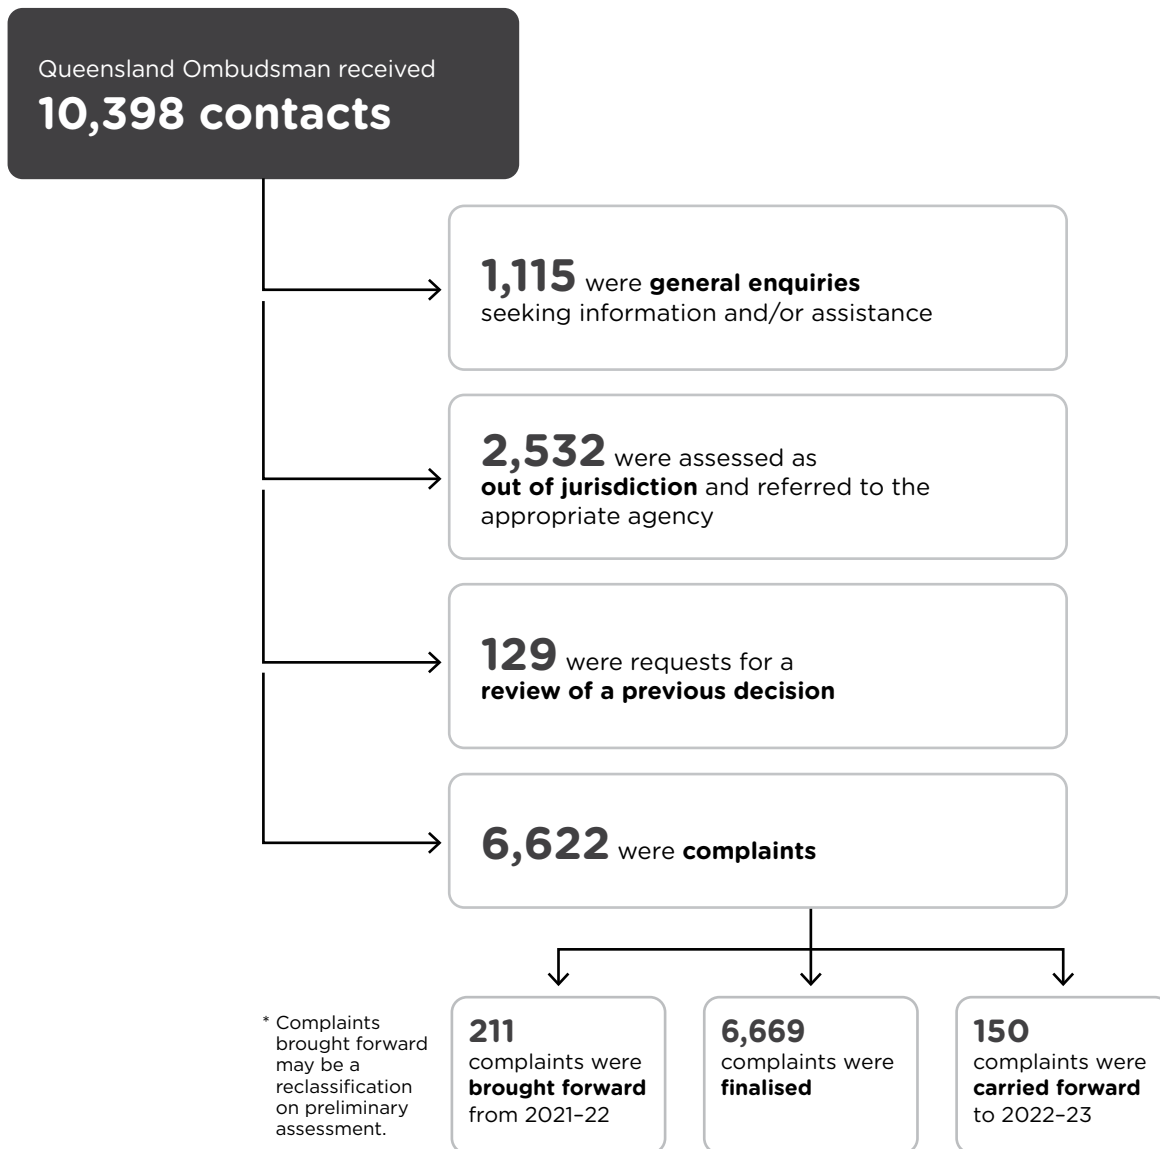 Queensland Ombudsman received
10,398 contacts
1,115 were general enquiries
seeking information and/or assistance
2,532 were assessed as
out of jurisdiction and referred to the
appropriate agency
129 were requests for a
review of a previous decision
6,622 were complaints
* Complaints
brought forward
may be a
reclassification
on preliminary
assessment.
211
complaints were
brought forward
from 2021–22
6,669
complaints were
finalised
150
complaints were
carried forward
to 2022–23